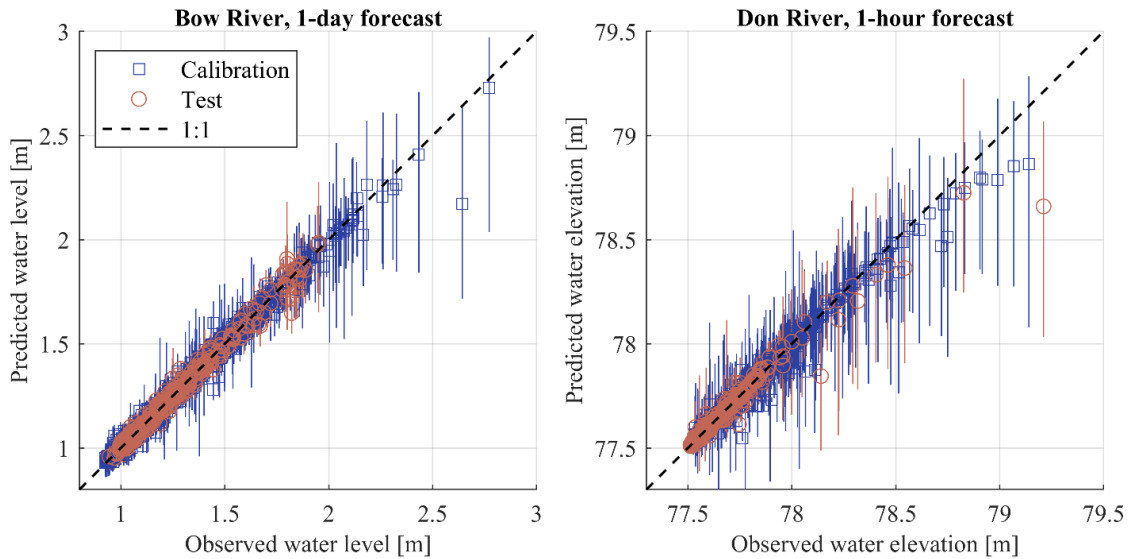 Bow River, 1-day forecast
3
2.5
2
1.5
1
Predicted water level [m]
Calibration
Test
1:1
1
1.5
2
2.5
3
Observed water level [m]
Don River, 1-hour forecast
79.5
79
78.5
78
77.5
Predicted water elevation [m]
77.5
78
78.5
79
79.5
Observed water elevation [m]